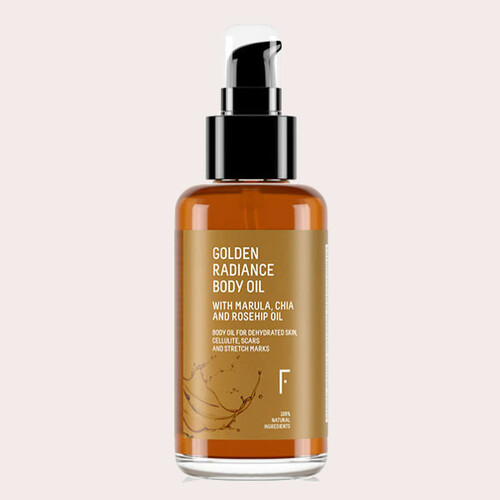 GOLDEN
RADIANCE
BODY OIL
WITH MARULA, CHIA
AND ROSEHIP OIL
BODY OIL FOR DEHYDRATED SKIN,
CELLULITE, SCARS
AND STRETCH MARKS
F
100%
NATURAL
INGREDIENTS